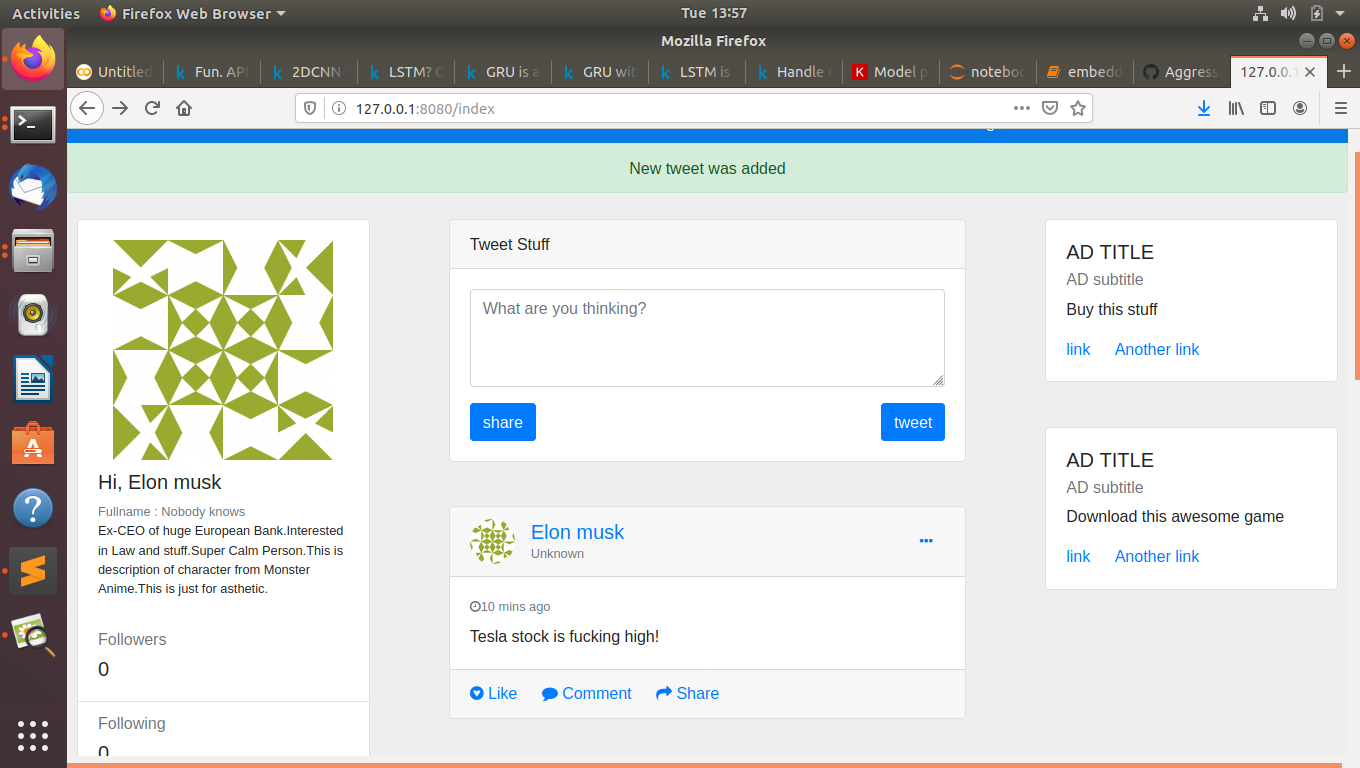 Activities Firefox Web Browser Tue 13:57
Mozilla Firefox
Untitled Fun. API 2DCNN LSTM? GRU is a GRU wit LSTM is Handle Model p noteboo embedd Aggress 127.0.0.1
127.0.0.1:8080/index
New tweet was added
Hi, Elon musk
Fullname : Nobody knows
Ex-CEO of huge European Bank.Interested
in Law and stuff.Super Calm Person.This is
description of character from Monster
Anime.This is just for asthetic.
Followers
0
Following
0
Tweet Stuff
What are you thinking?
share tweet
Elon musk
Unknown
10 mins ago
Tesla stock is fucking high!
Like Comment Share
AD TITLE
AD subtitle
Buy this stuff
link Another link
AD TITLE
AD subtitle
Download this awesome game
link Another link